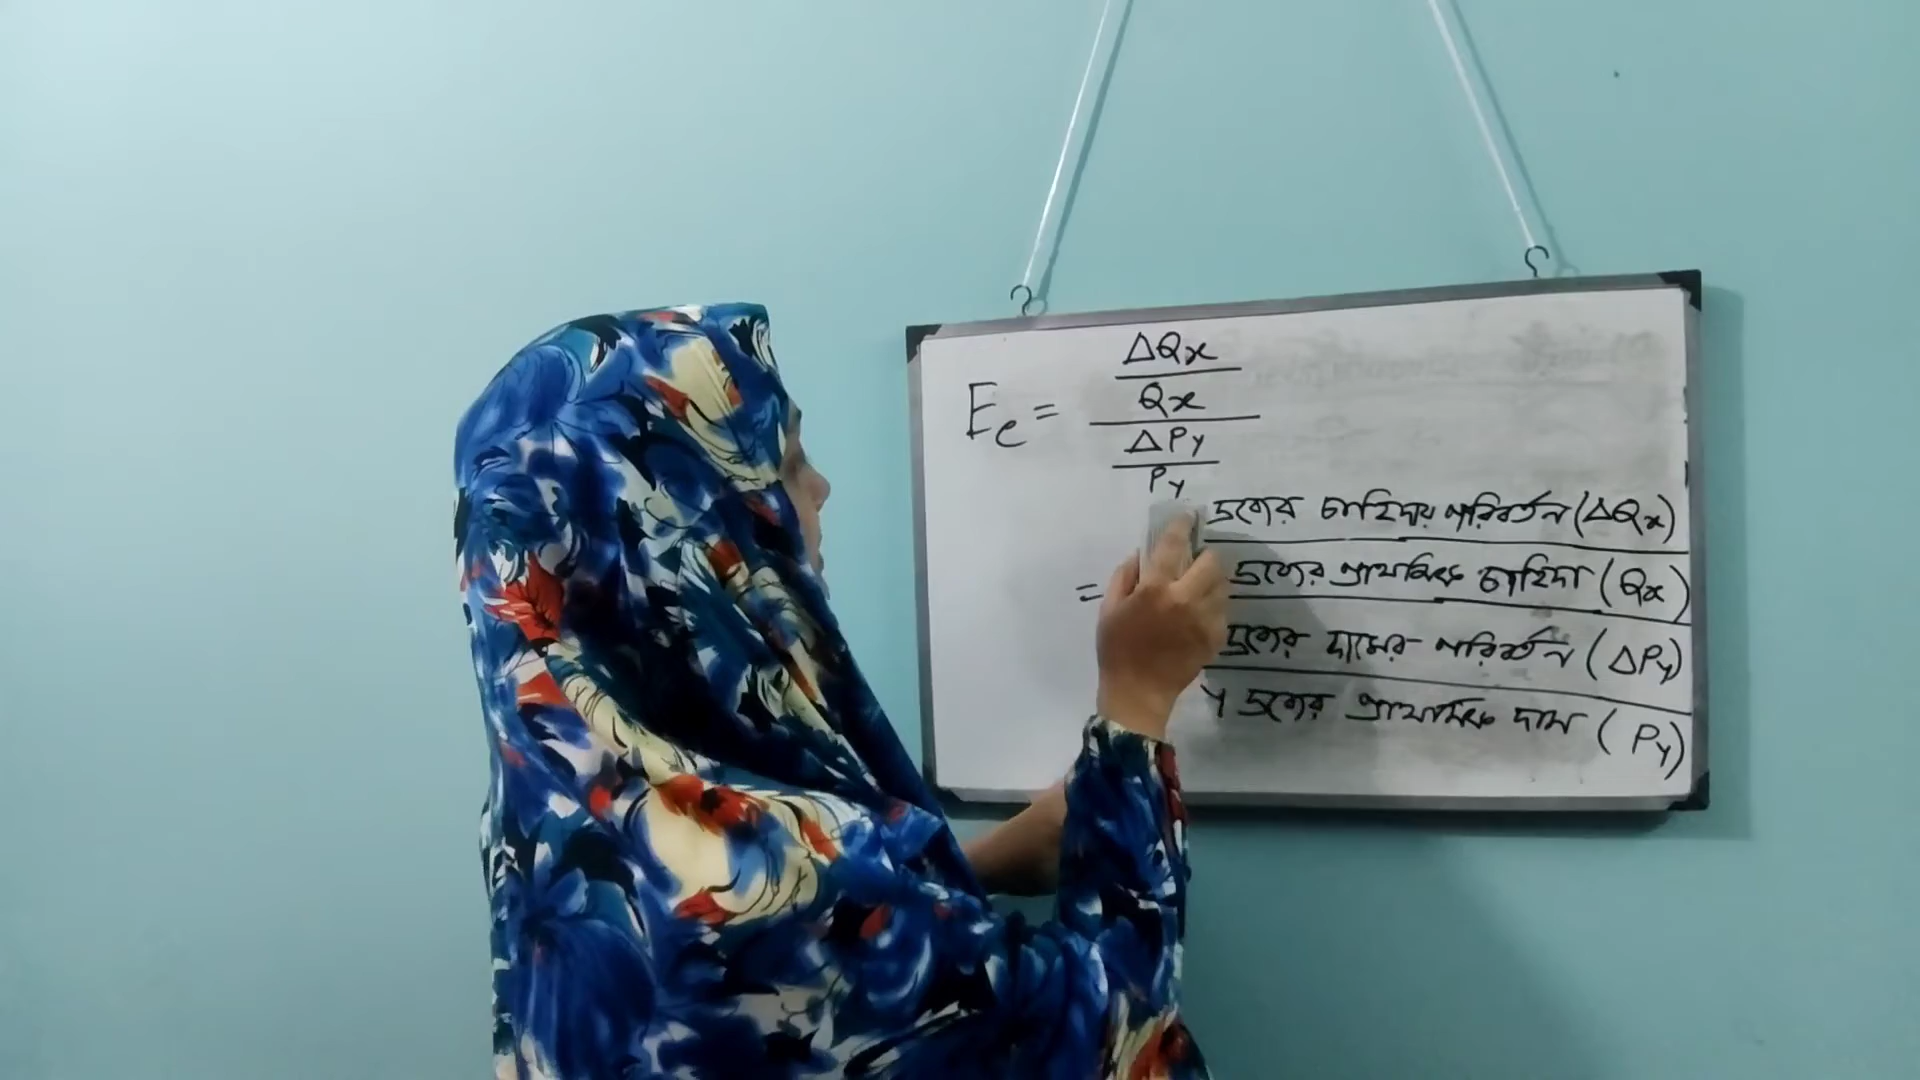 ΔQx
Qx
Ec =
ΔPy
Py
দ্রব্যের চাহিদার পরিবর্তন (ΔQx)
= দ্রব্যের প্রাথমিক চাহিদা (Qx)
দ্রব্যের দামের পরিবর্তন (ΔPy)
Y দ্রব্যের প্রাথমিক দাম (Py)